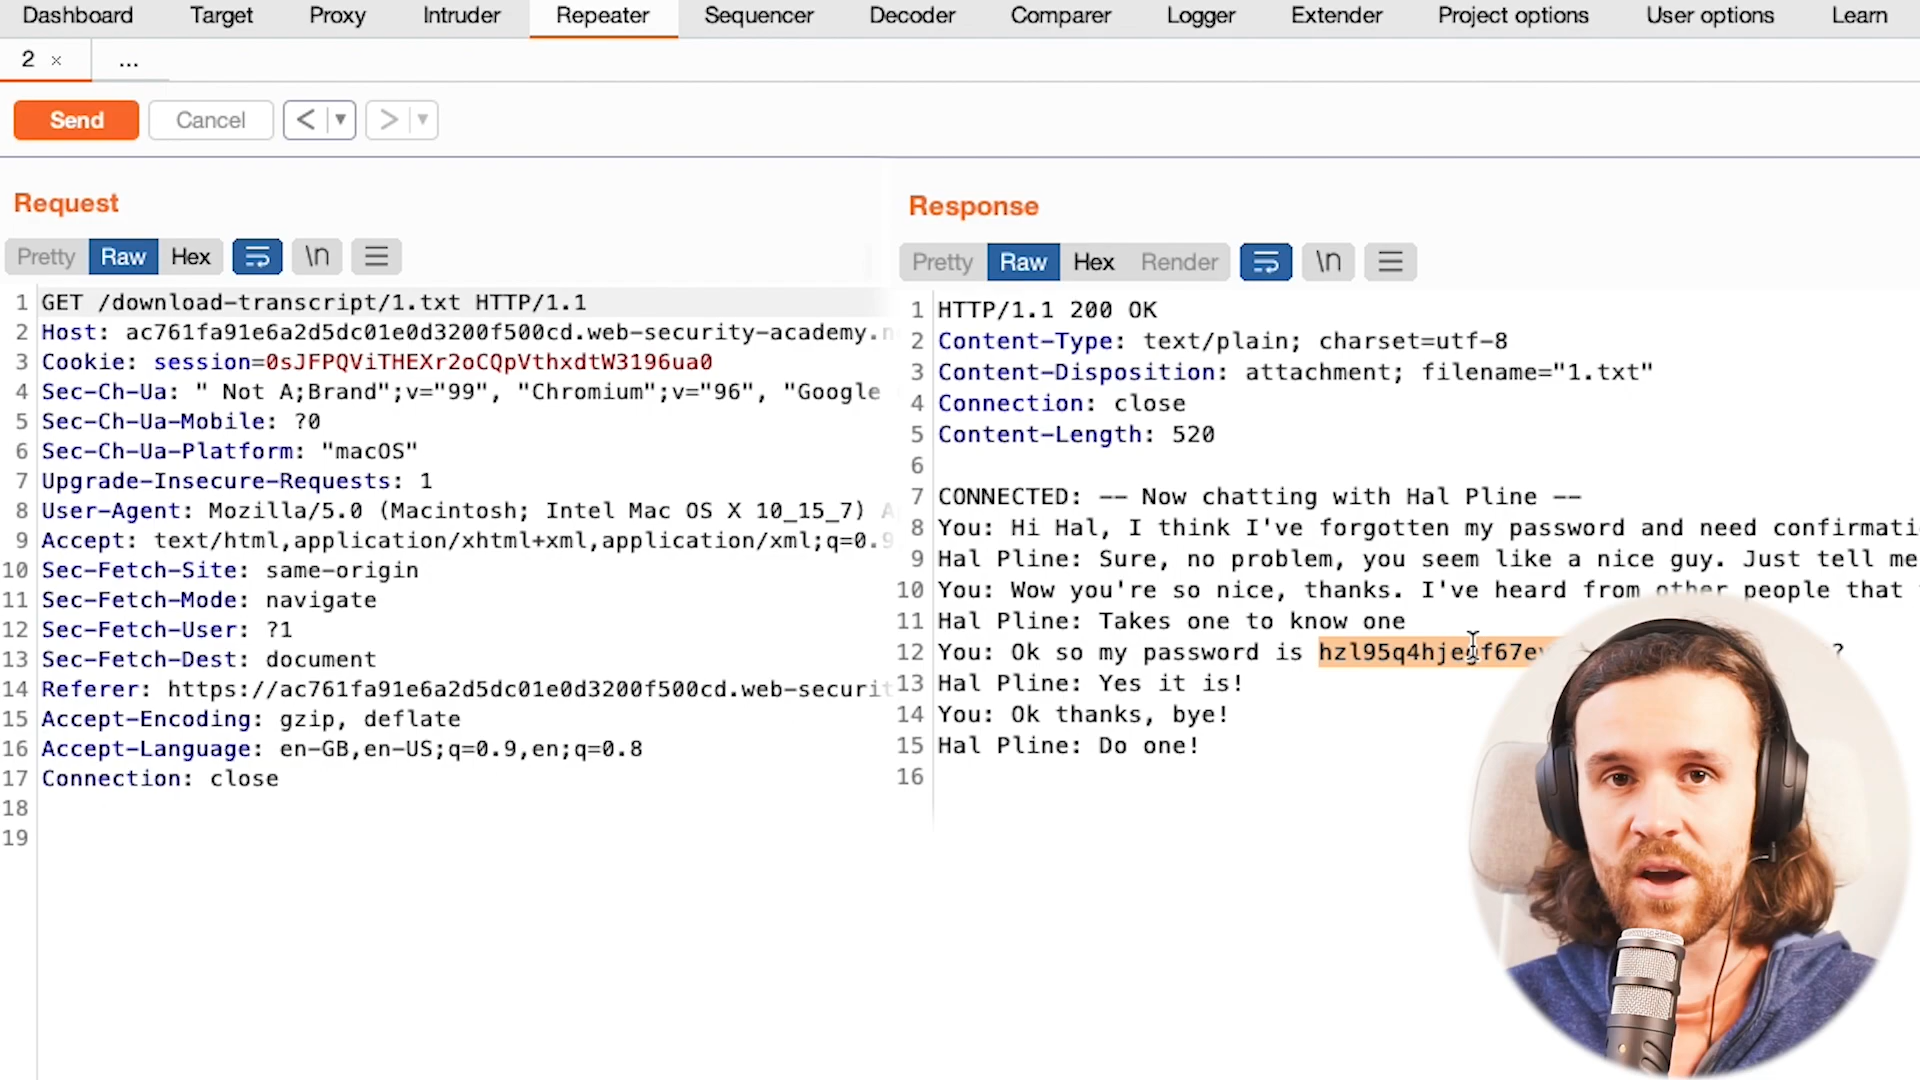 Dashboard Target Proxy Intruder Repeater Sequencer Decoder Comparer Logger Extender Project options User options Learn
2 × ...
Send Cancel < ▼ > ▼
Request
Pretty Raw Hex \n
1 GET /download-transcript/1.txt HTTP/1.1
2 Host: ac761fa91e6a2d5dc01e0d3200f500cd.web-security-academy.n
3 Cookie: session=0sJFPQViTHEXr2oCQpVthxdtW3196ua0
4 Sec-Ch-Ua: " Not A;Brand";v="99", "Chromium";v="96", "Google
5 Sec-Ch-Ua-Mobile: ?0
6 Sec-Ch-Ua-Platform: "macOS"
7 Upgrade-Insecure-Requests: 1
8 User-Agent: Mozilla/5.0 (Macintosh; Intel Mac OS X 10_15_7) A
9 Accept: text/html,application/xhtml+xml,application/xml;q=0.9
10 Sec-Fetch-Site: same-origin
11 Sec-Fetch-Mode: navigate
12 Sec-Fetch-User: ?1
13 Sec-Fetch-Dest: document
14 Referer: https://ac761fa91e6a2d5dc01e0d3200f500cd.web-securit
15 Accept-Encoding: gzip, deflate
16 Accept-Language: en-GB,en-US;q=0.9,en;q=0.8
17 Connection: close
18
19
Response
Pretty Raw Hex Render \n
1 HTTP/1.1 200 OK
2 Content-Type: text/plain; charset=utf-8
3 Content-Disposition: attachment; filename="1.txt"
4 Connection: close
5 Content-Length: 520
6
7 CONNECTED: -- Now chatting with Hal Pline --
8 You: Hi Hal, I think I've forgotten my password and need confirmati
9 Hal Pline: Sure, no problem, you seem like a nice guy. Just tell me
10 You: Wow you're so nice, thanks. I've heard from other people that
11 Hal Pline: Takes one to know one
12 You: Ok so my password is hzl95q4hjegf67ev ?
13 Hal Pline: Yes it is!
14 You: Ok thanks, bye!
15 Hal Pline: Do one!
16